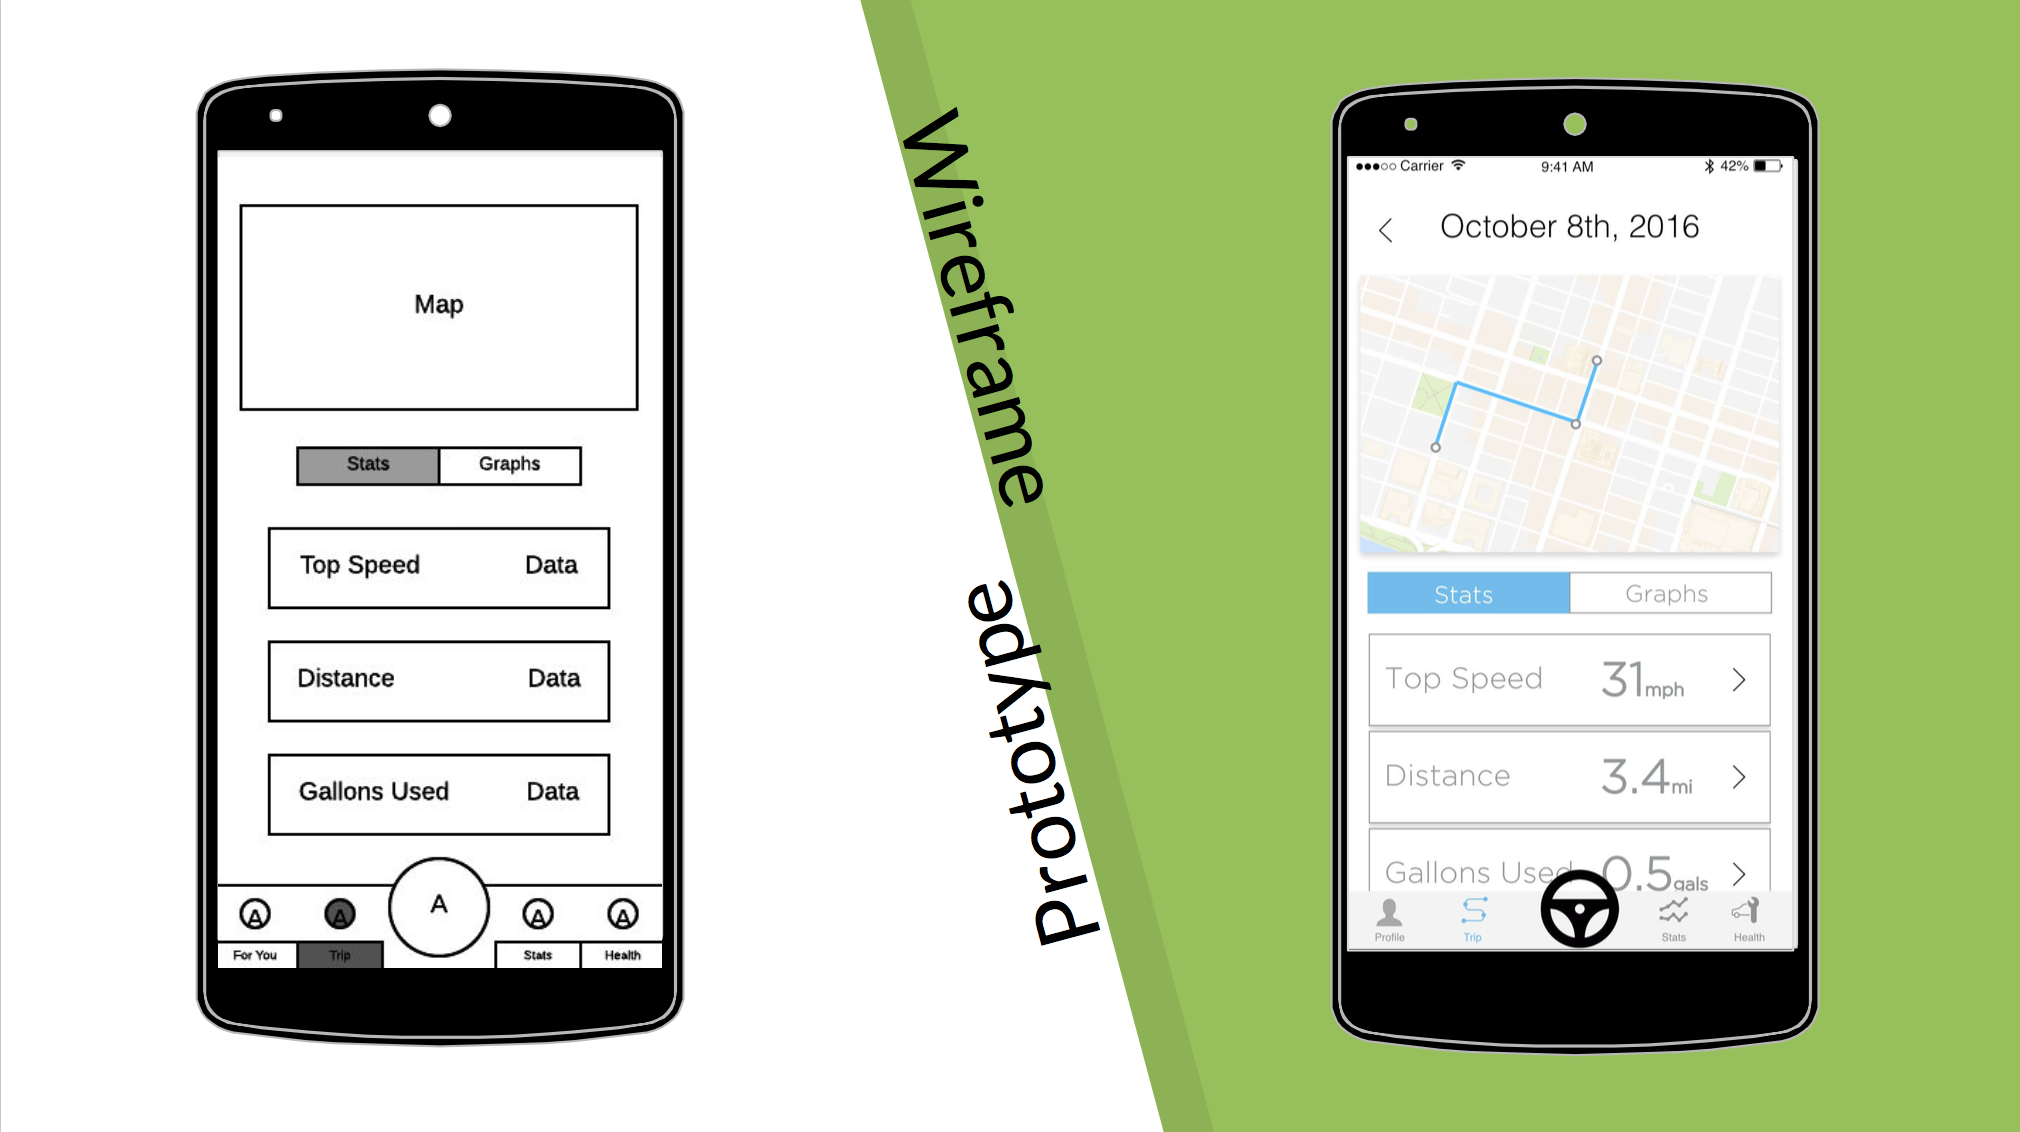 Map
Stats Graphs
Top Speed Data
Distance Data
Gallons Used Data
A
A A A A
For You Trip Stats Health
Wireframe
Prototype
Carrier 9:41 AM 42%
October 8th, 2016
Stats Graphs
Top Speed 31mph
Distance 3.4mi
Gallons Used 0.5gals
Profile Trip Stats Health